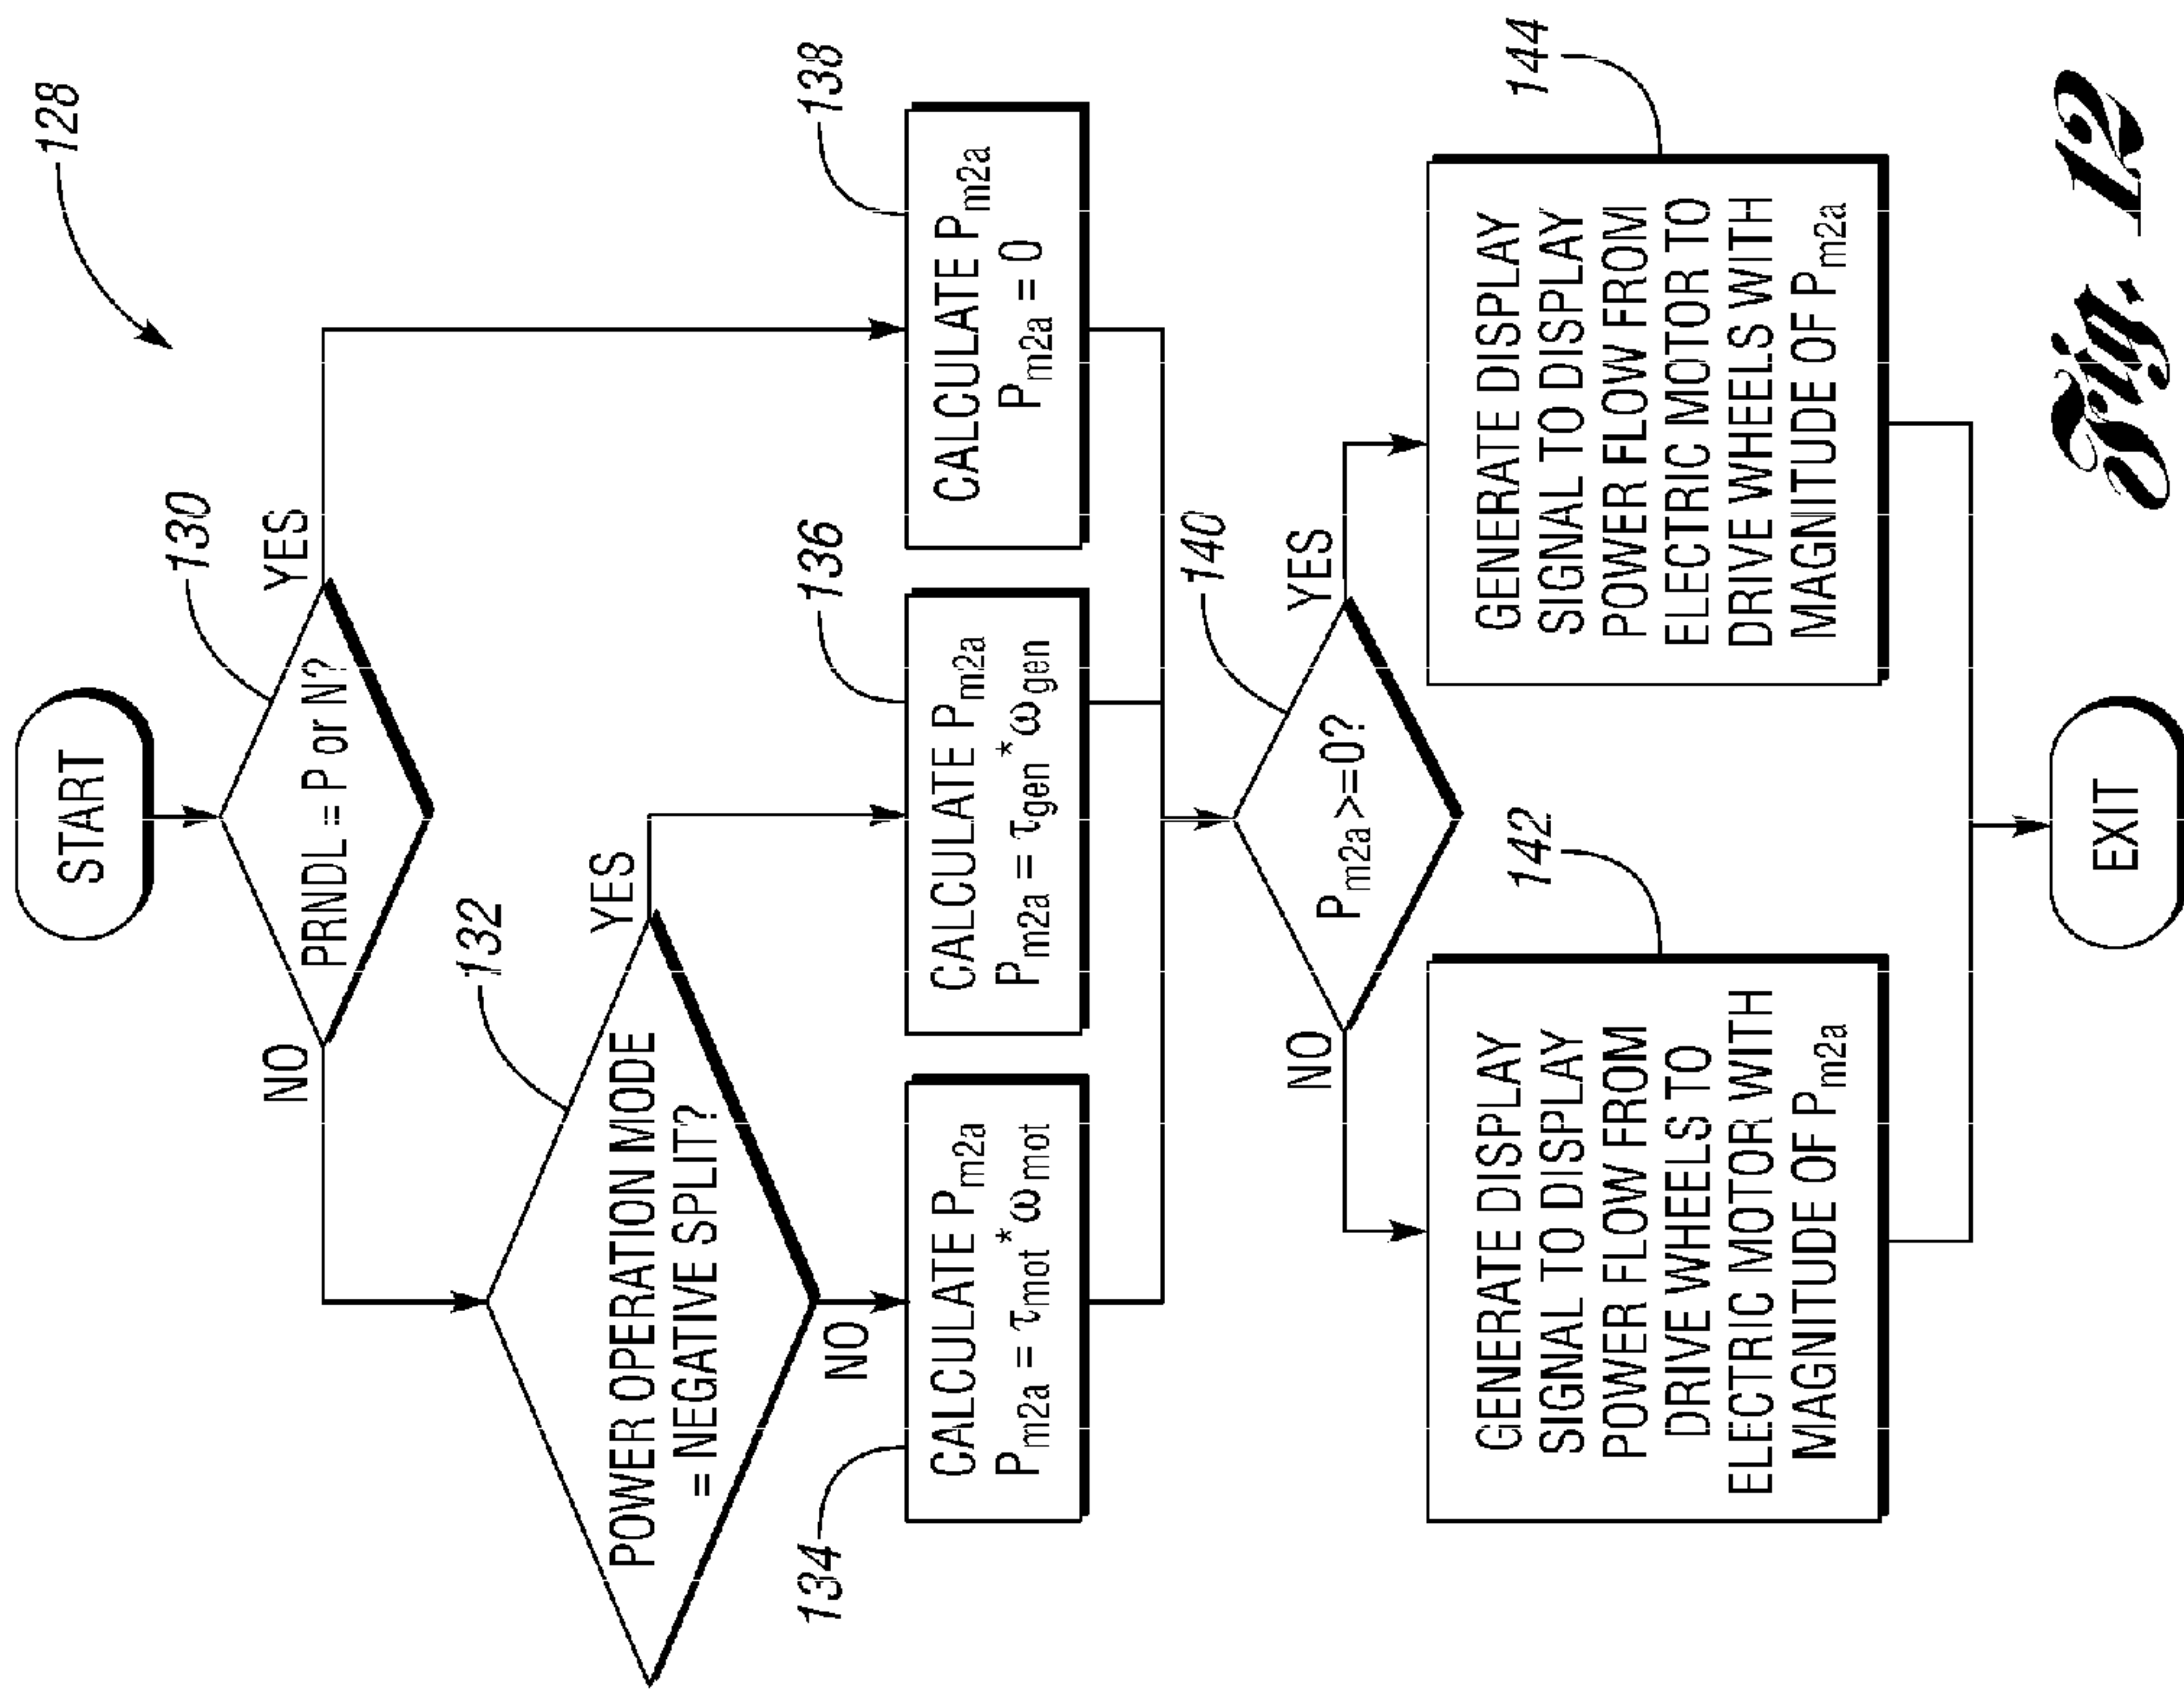 128
START
130
PRNDL = P or N?
NO
YES
132
POWER OPERATION MODE
= NEGATIVE SPLIT?
YES
NO
134
CALCULATE Pm2a
Pm2a = τmot*ωmot
136
CALCULATE Pm2a
Pm2a = τgen*ωgen
138
CALCULATE Pm2a
Pm2a = 0
140
Pm2a >=0?
NO
YES
142
GENERATE DISPLAY
SIGNAL TO DISPLAY
POWER FLOW FROM
DRIVE WHEELS TO
ELECTRIC MOTOR WITH
MAGNITUDE OF Pm2a
144
GENERATE DISPLAY
SIGNAL TO DISPLAY
POWER FLOW FROM
ELECTRIC MOTOR TO
DRIVE WHEELS WITH
MAGNITUDE OF Pm2a
EXIT
Fig. 12